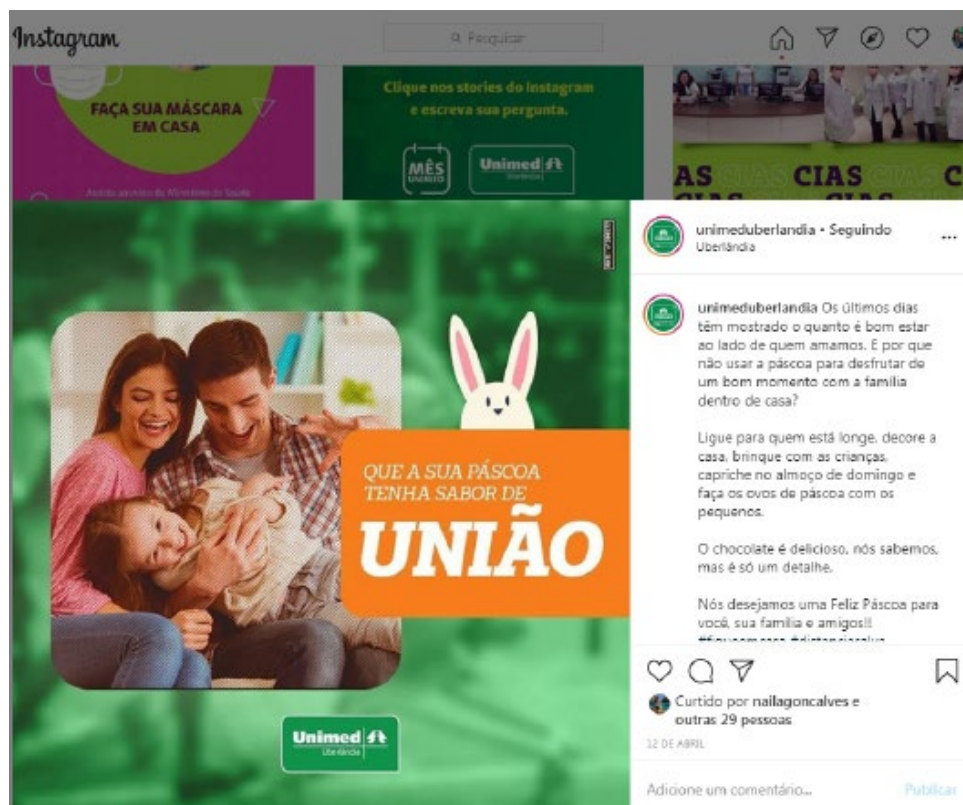 Instagram
Pesquisar
FAÇA SUA MÁSCARA
EM CASA
Clique nos stories do Instagram
e escreva sua pergunta.
MÊS
Unimed
Uberlândia
AS CIAS CIAS CIAS C
unimeduberlandia • Seguindo
Uberlândia
...
unimeduberlandia Os últimos dias
têm mostrado o quanto é bom estar
ao lado de quem amamos. E por que
não usar a páscoa para desfrutar de
um bom momento com a família
dentro de casa?
Ligue para quem está longe, decore a
casa, brinque com as crianças,
capriche no almoço de domingo e
faça os ovos de páscoa com os
pequenos.
O chocolate é delicioso, nós sabemos,
mas é só um detalhe.
Nós desejamos uma Feliz Páscoa para
você, sua família e amigos!!
#fiqueemcasa #distanciasalva
QUE A SUA PÁSCOA
TENHA SABOR DE
UNIÃO
Unimed
Uberlândia
Curtido por nailagoncalves e
outras 29 pessoas
12 DE ABRIL
Adicione um comentário...
Publicar